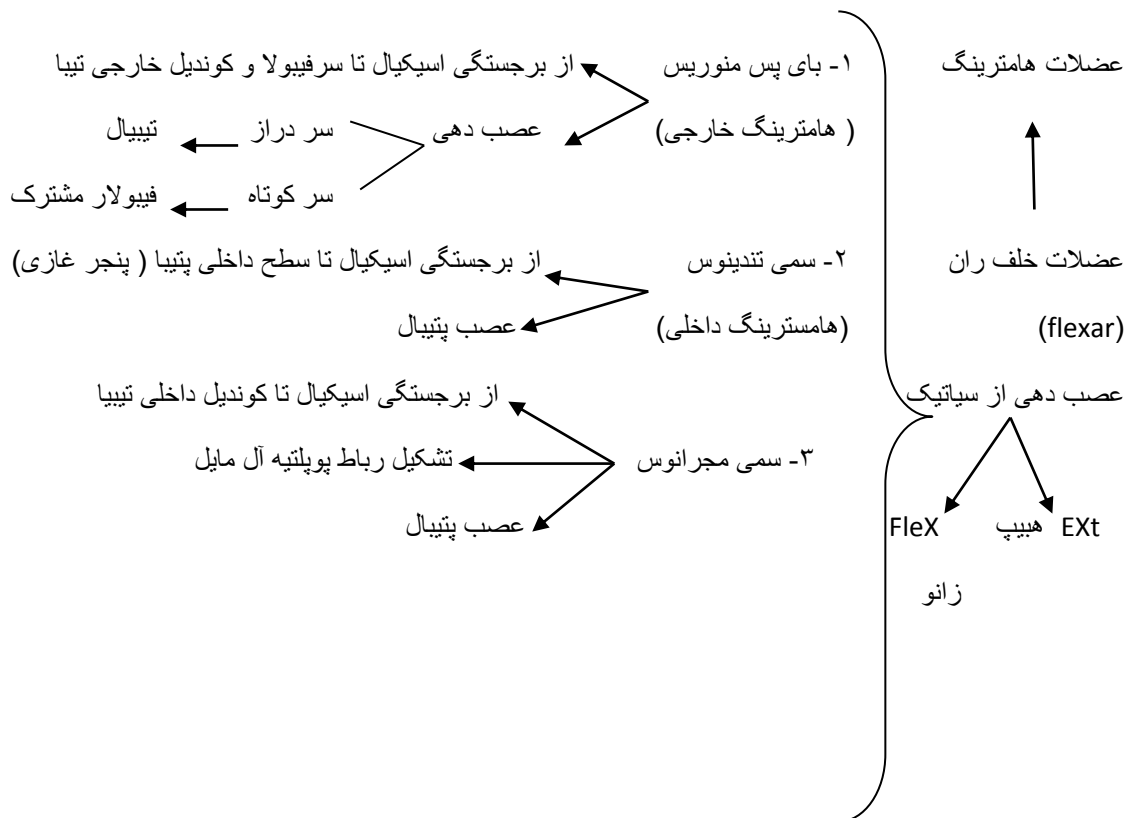 عضلات هامترینگ
عضلات خلف ران
(flexar)
عصب دهی از سیاتیک
EXt هبیپ FleX
زانو
۱- بای پس منوریس از برجستگی اسیکیال تا سرفیبولا و کوندیل خارجی تیبا
( هامترینگ خارجی) عصب دهی سر دراز تیبیال
سر کوتاه فیبولار مشترک
۲- سمی تندینوس از برجستگی اسیکیال تا سطح داخلی پتیبا ( پنجر غازی)
(هامسترینگ داخلی) عصب پتیبال
از برجستگی اسیکیال تا کوندیل داخلی تیبیا
۳- سمی مجرانوس تشکیل رباط پوپلتیه آل مایل
عصب پتیبال